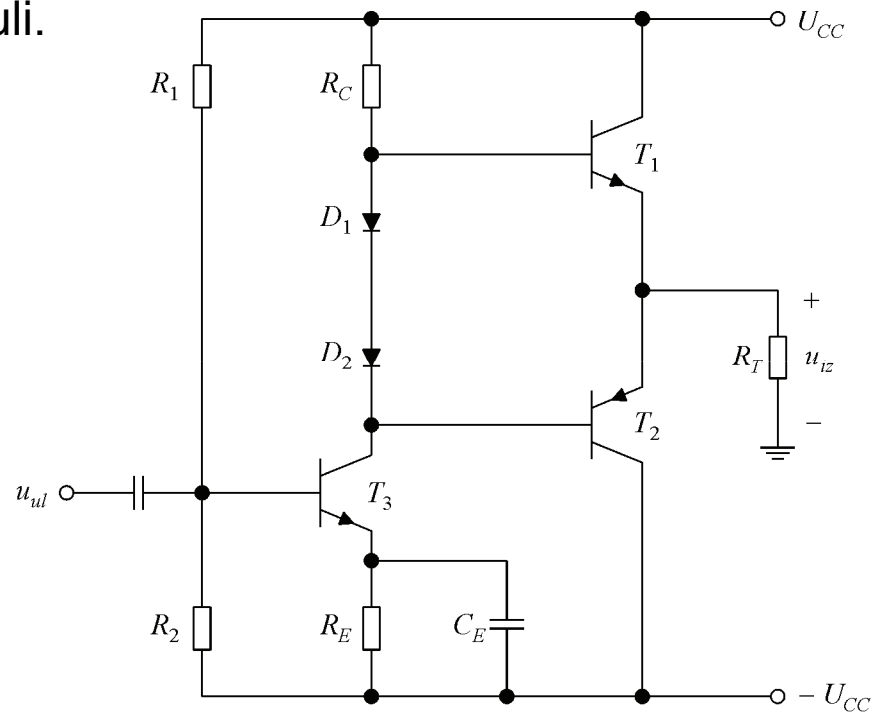 uli.
U_CC
R_1
R_C
T_1
D_1
+
D_2
R_T
u_iz
T_2
−
u_ul
T_3
R_2
R_E
C_E
− U_CC